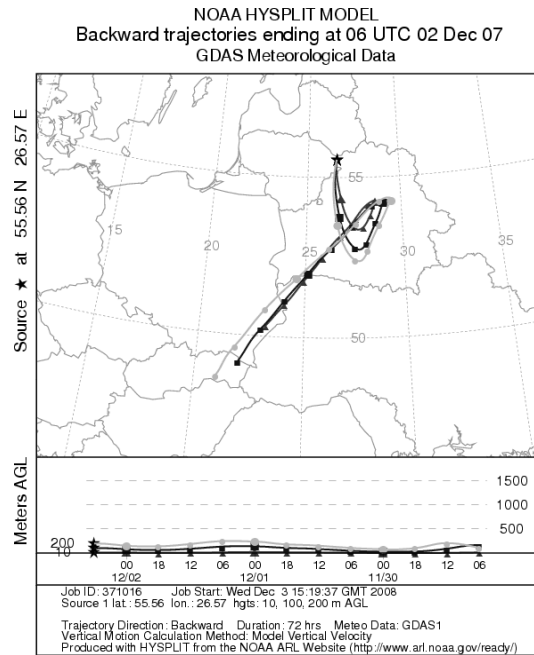 NOAA HYSPLIT MODEL
Backward trajectories ending at 06 UTC 02 Dec 07
GDAS Meteorological Data
Source ★ at 55.56 N 26.57 E
55
15
20
25
30
35
50
Meters AGL
1500
1000
500
200
10
00 18 12 06 00 18 12 06 00 18 12 06
12/02 12/01 11/30
Job ID: 371016 Job Start: Wed Dec 3 15:19:37 GMT 2008
Source 1 lat.: 55.56 lon.: 26.57 hgts: 10, 100, 200 m AGL
Trajectory Direction: Backward Duration: 72 hrs Meteo Data: GDAS1
Vertical Motion Calculation Method: Model Vertical Velocity
Produced with HYSPLIT from the NOAA ARL Website (http://www.arl.noaa.gov/ready/)